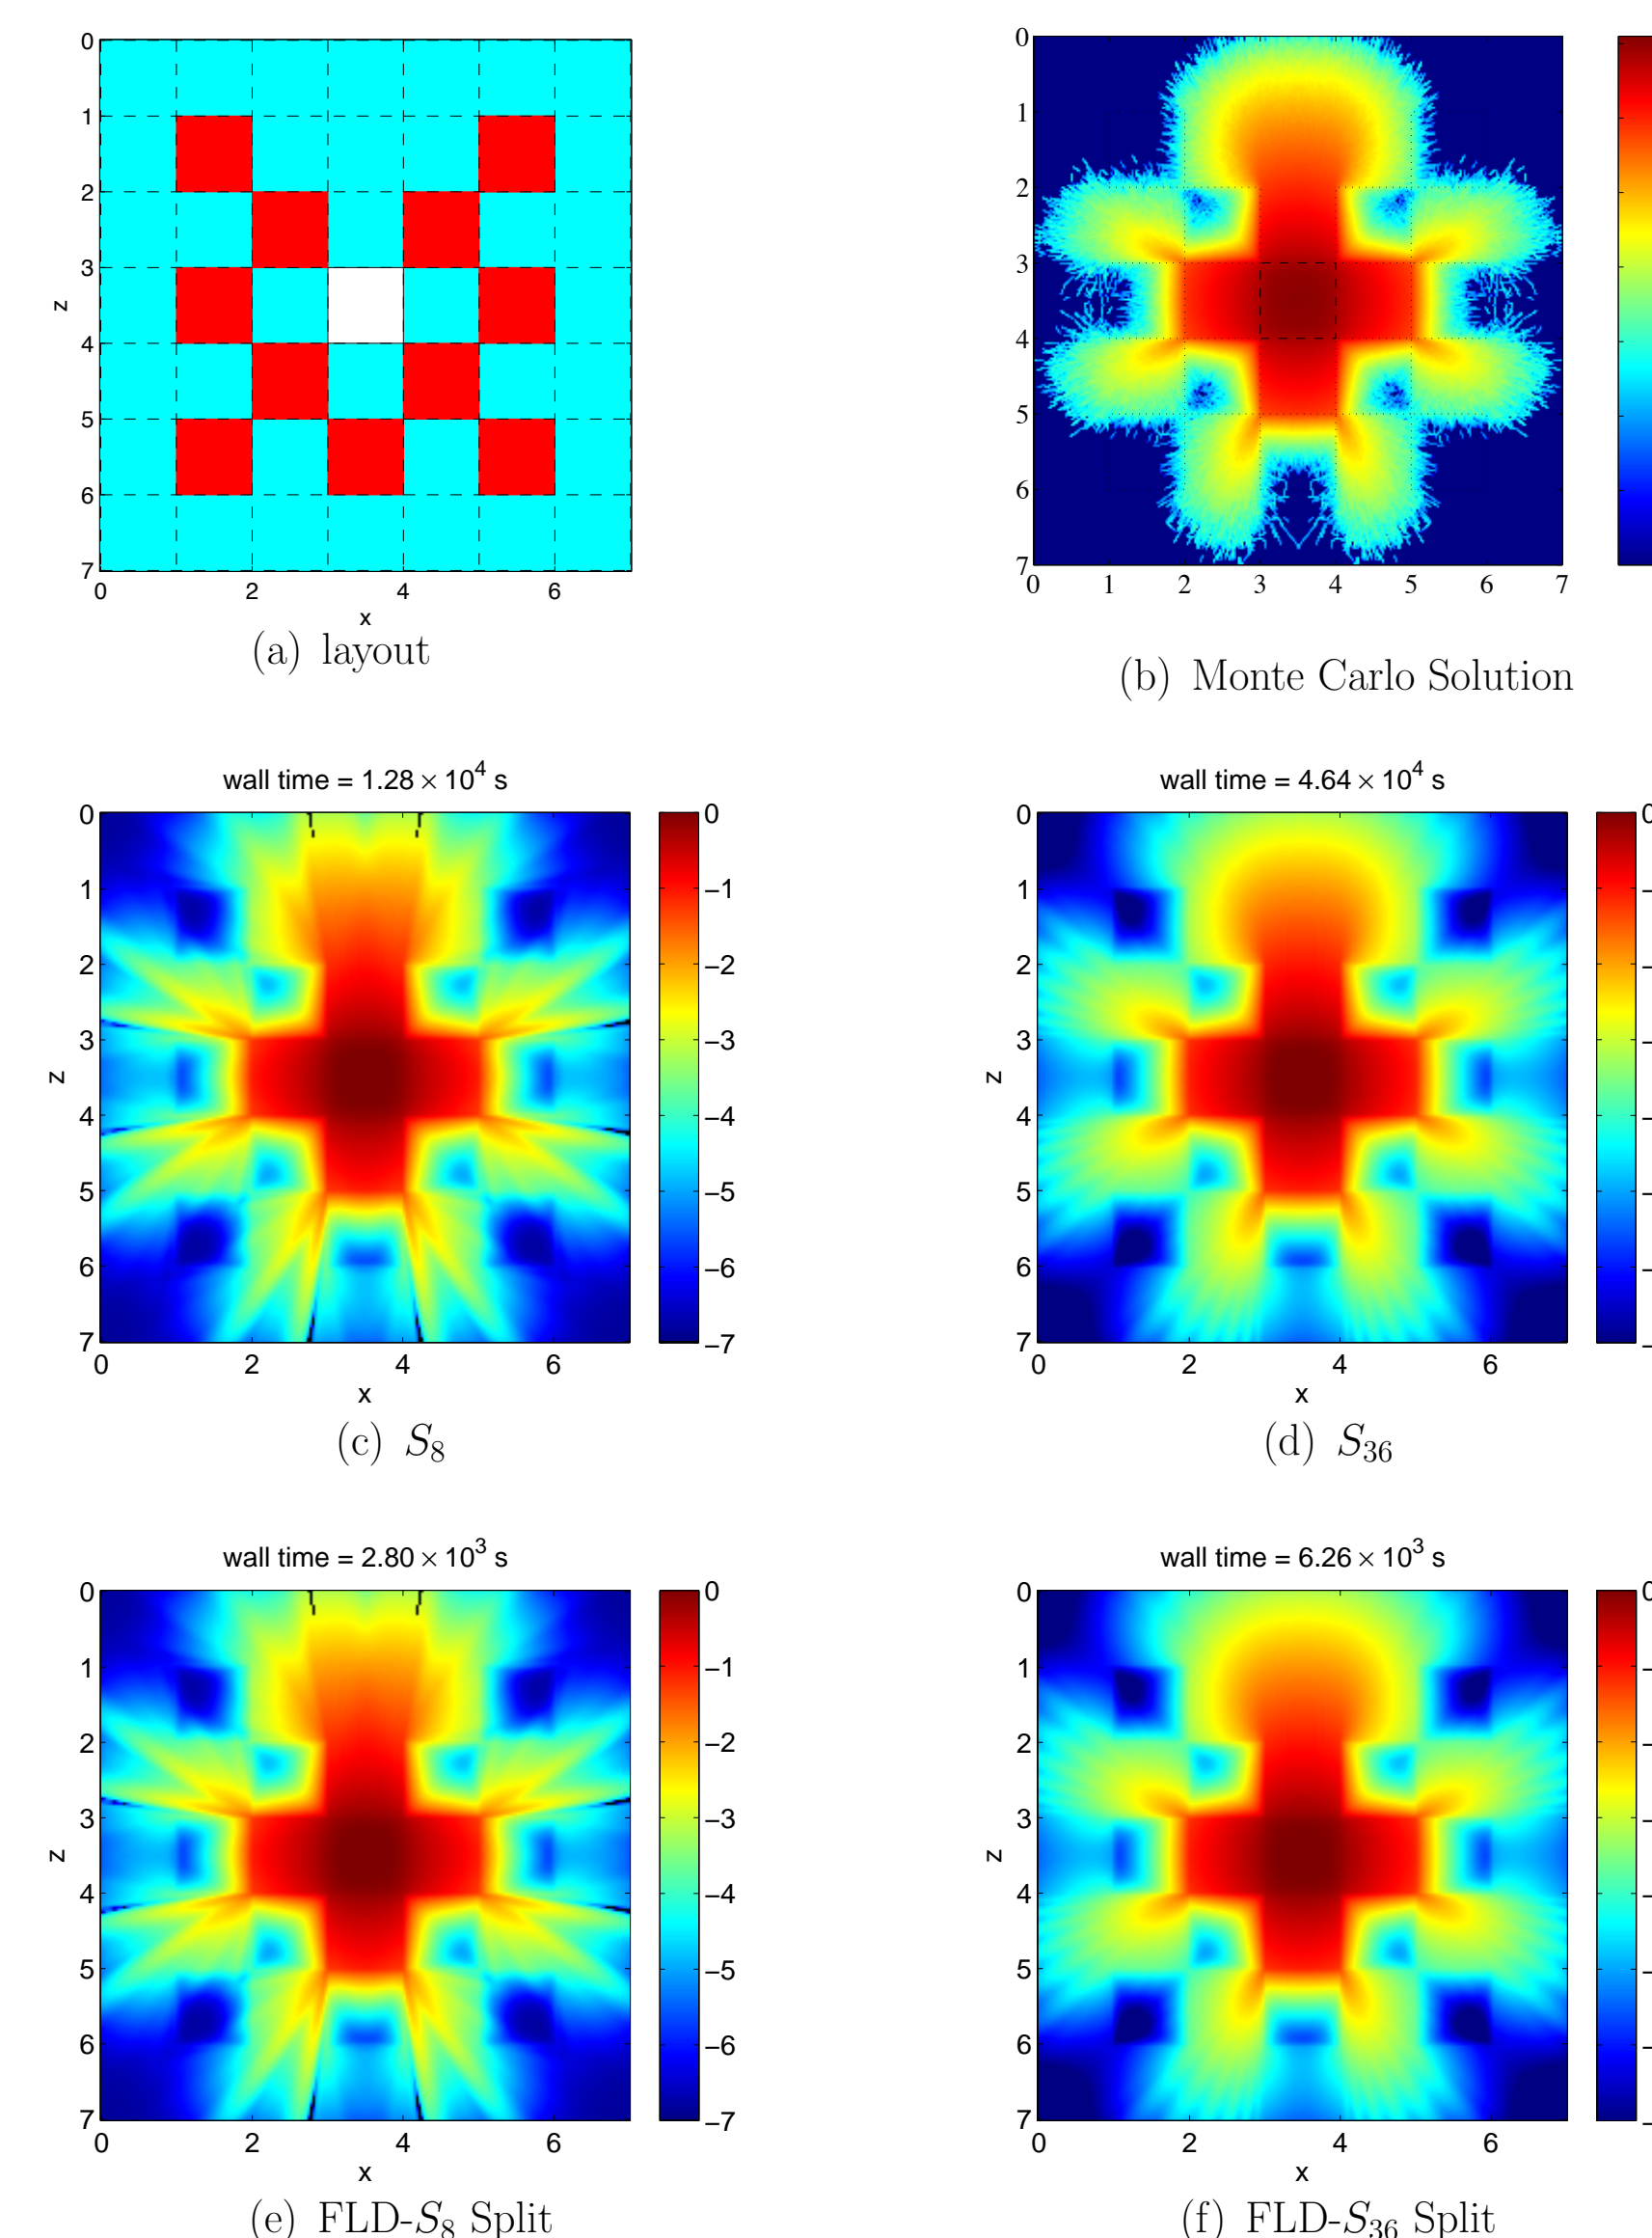 0
1
2
3
4
5
6
7
z
0 2 4 6
x
(a) layout
0
1
2
3
4
5
6
7
0 1 2 3 4 5 6 7
(b) Monte Carlo Solution
wall time = 1.28 × 10^4 s
0
1
2
3
4
5
6
7
z
0 2 4 6
x
0
−1
−2
−3
−4
−5
−6
−7
(c) S8
wall time = 4.64 × 10^4 s
0
1
2
3
4
5
6
7
z
0 2 4 6
x
(d) S36
wall time = 2.80 × 10^3 s
0
1
2
3
4
5
6
7
z
0 2 4 6
x
0
−1
−2
−3
−4
−5
−6
−7
(e) FLD-S8 Split
wall time = 6.26 × 10^3 s
0
1
2
3
4
5
6
7
z
0 2 4 6
x
(f) FLD-S36 Split